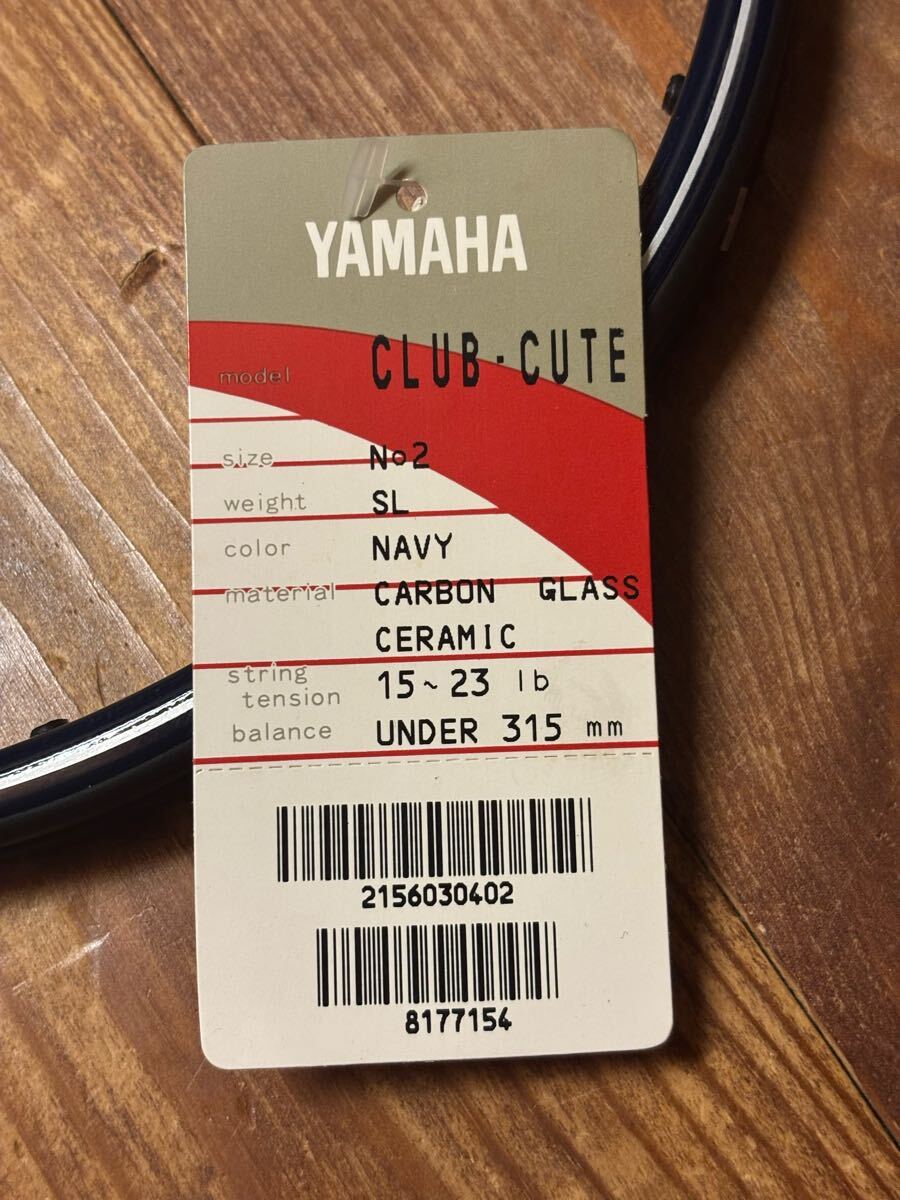 YAMAHA
model CLUB-CUTE
size No2
weight SL
color NAVY
material CARBON GLASS
CERAMIC
string
tension 15~23 lb
balance UNDER 315 mm
2156030402
8177154